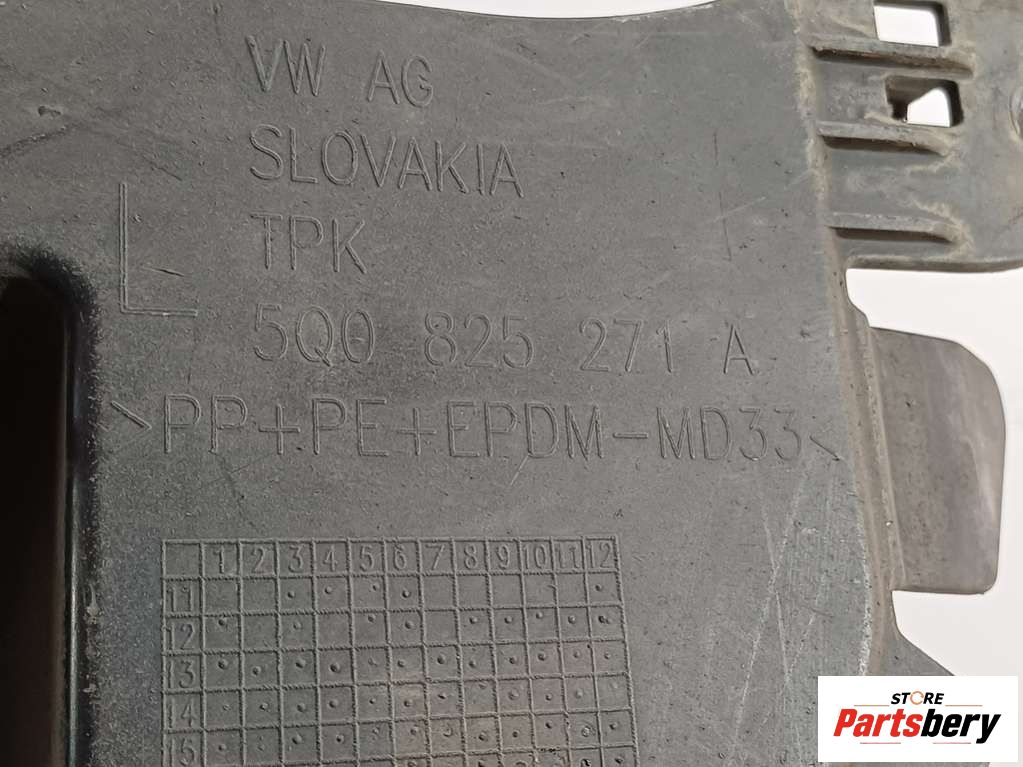 VW AG
SLOVAKIA
TPK
L
5Q0 825 271 A
>PP+PE+EPDM-MD33<
1 2 3 4 5 6 7 8 9 10 11 12
11
12
13
14
15
STORE
Partsbery